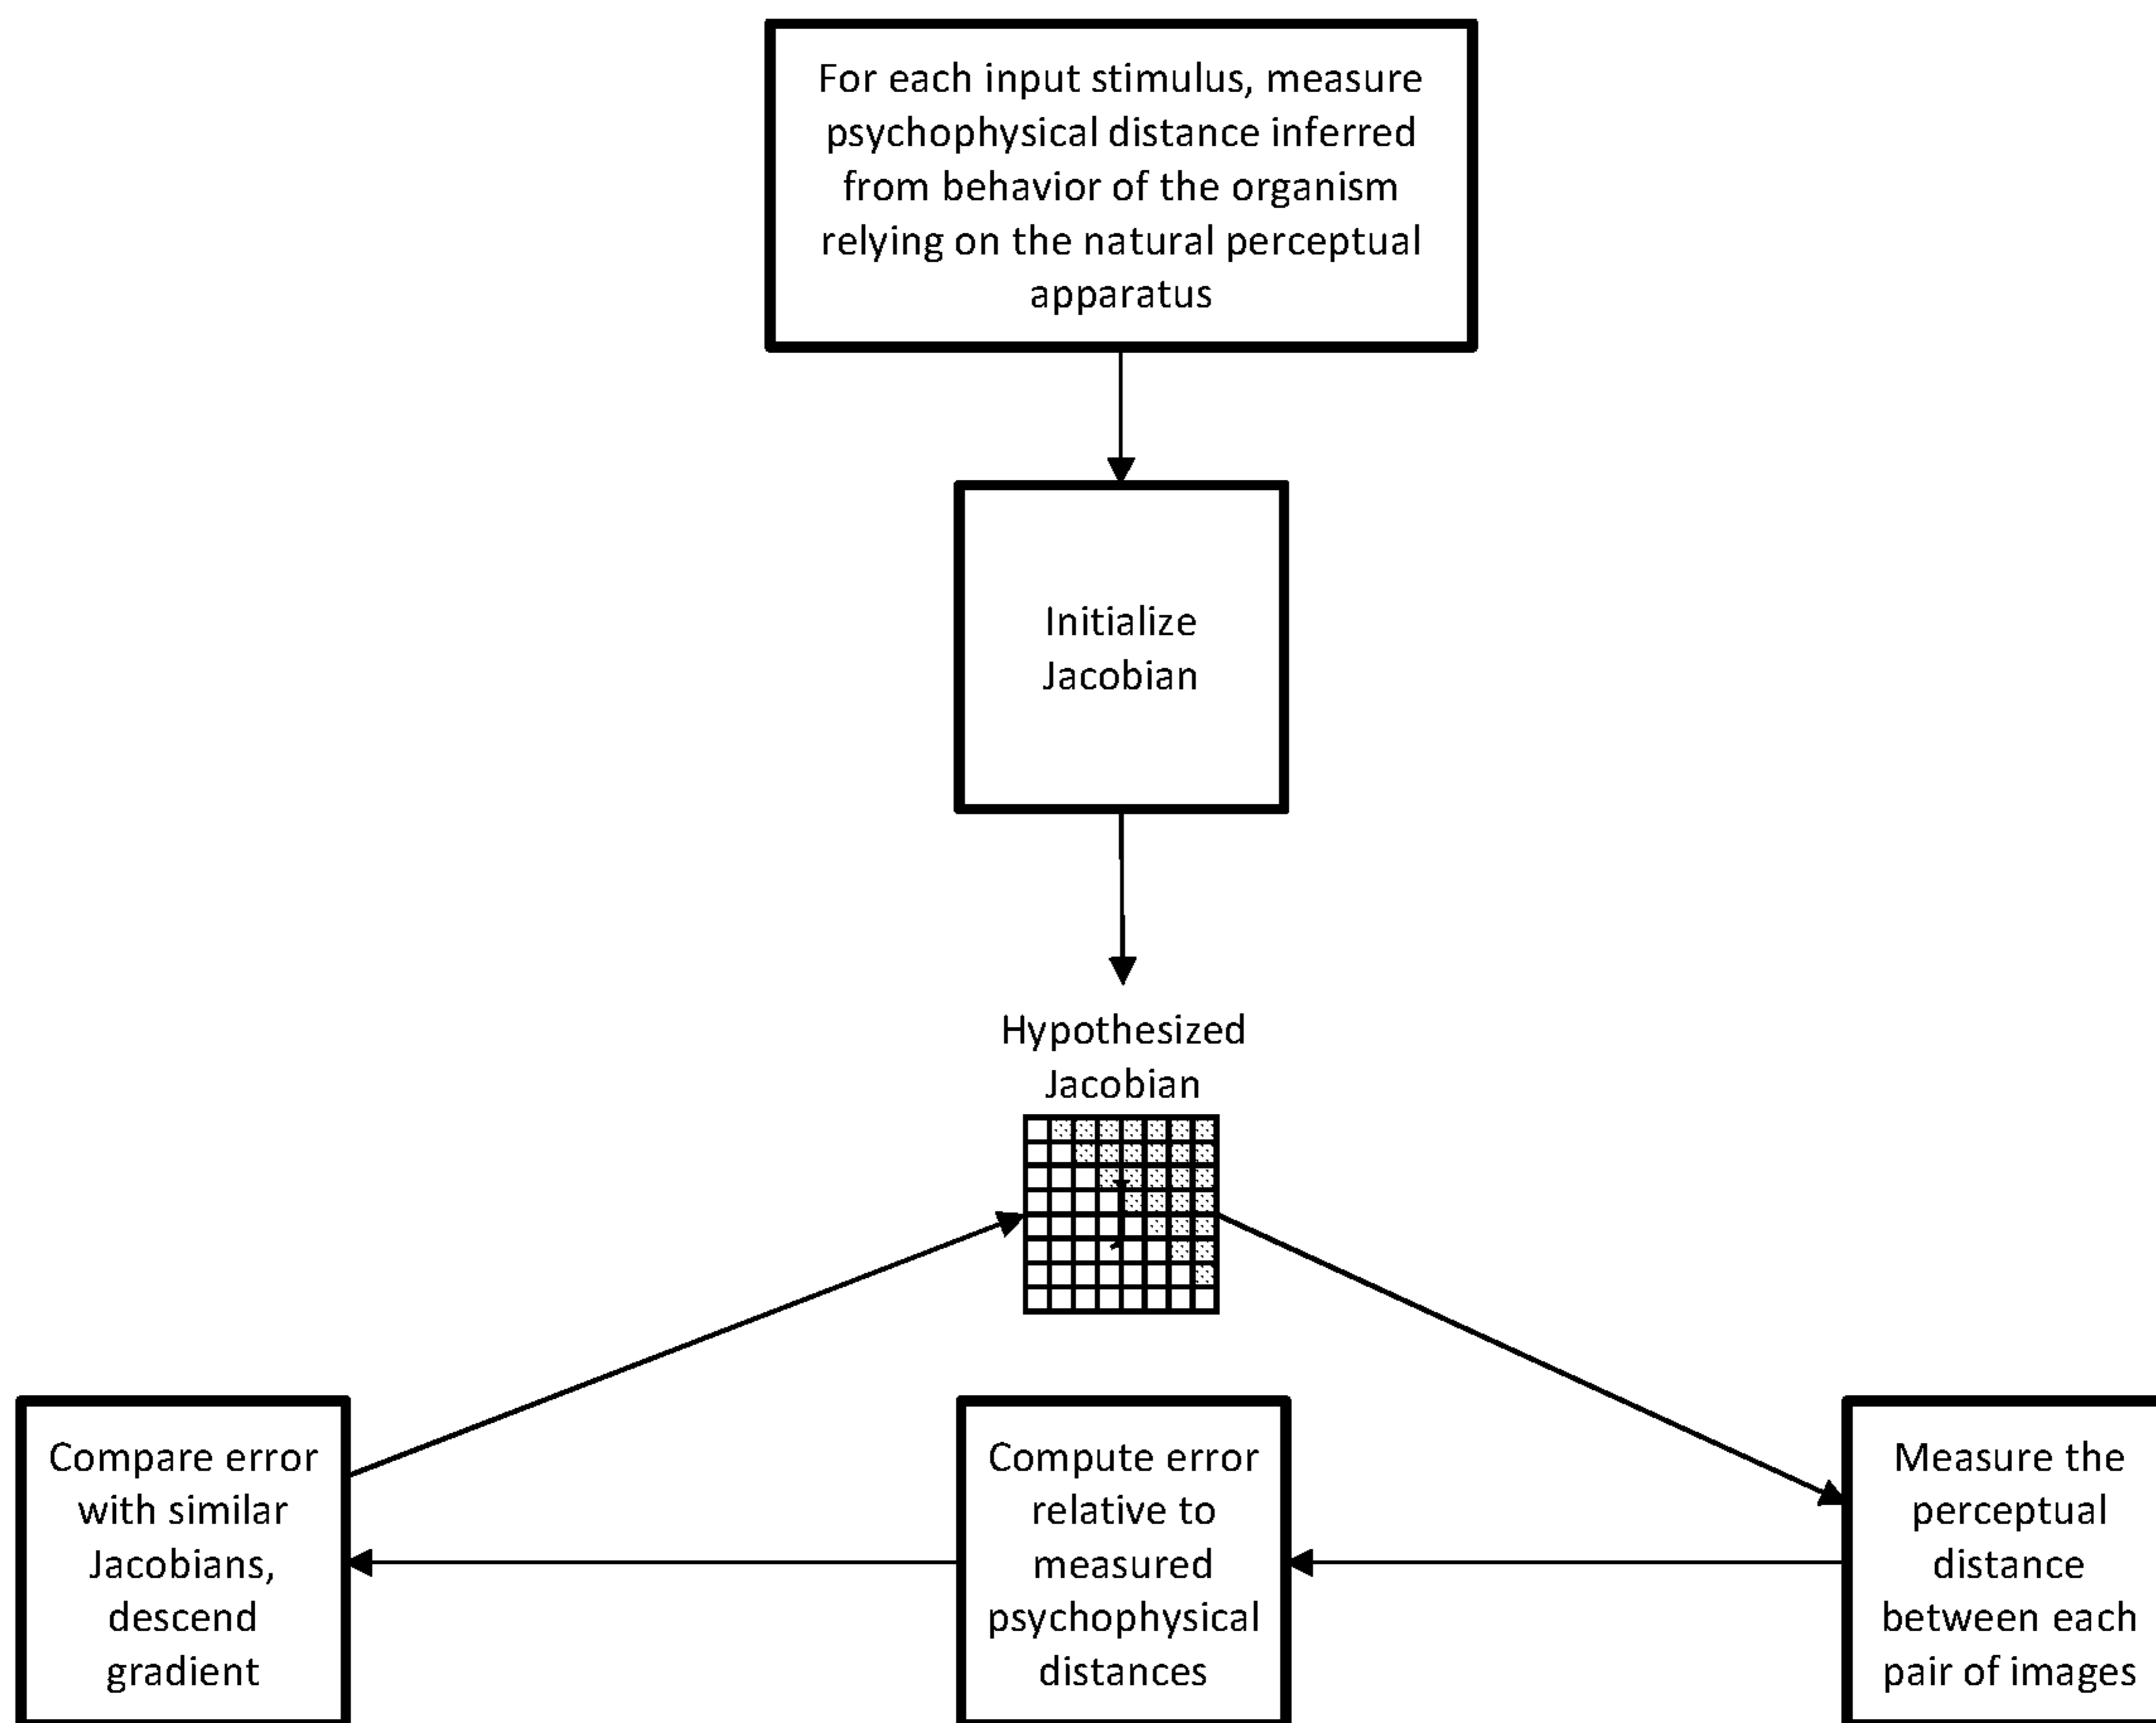 For each input stimulus, measure
psychophysical distance inferred
from behavior of the organism
relying on the natural perceptual
apparatus
Initialize
Jacobian
Hypothesized
Jacobian
Compare error
with similar
Jacobians,
descend
gradient
Compute error
relative to
measured
psychophysical
distances
Measure the
perceptual
distance
between each
pair of images